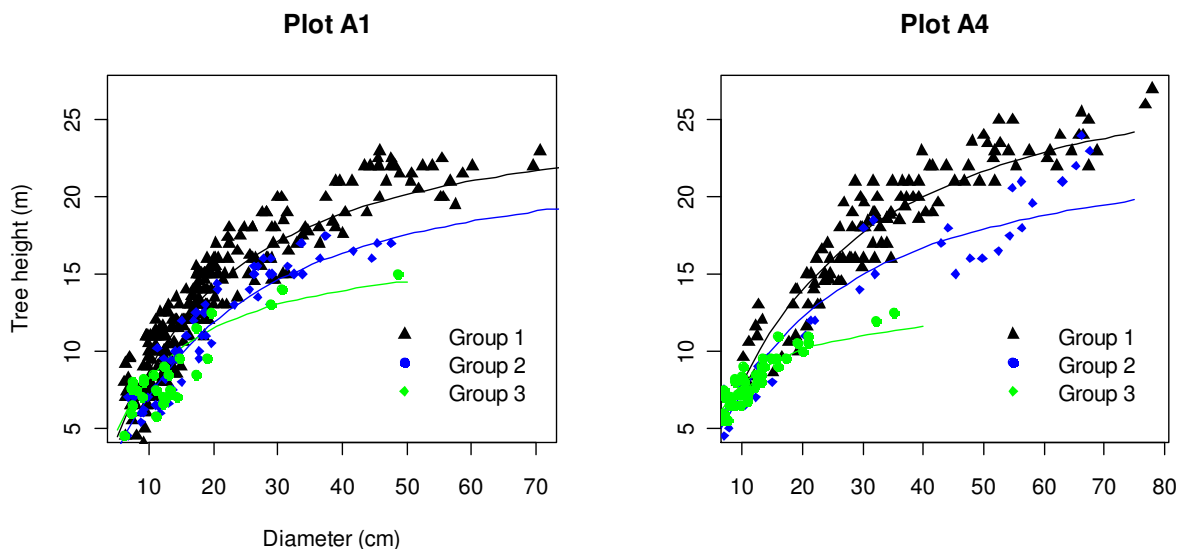 Plot A1
Plot A4
Tree height (m)
25
20
15
10
5
Group 1
Group 2
Group 3
10 20 30 40 50 60 70
Diameter (cm)
25
20
15
10
5
Group 1
Group 2
Group 3
10 20 30 40 50 60 70 80